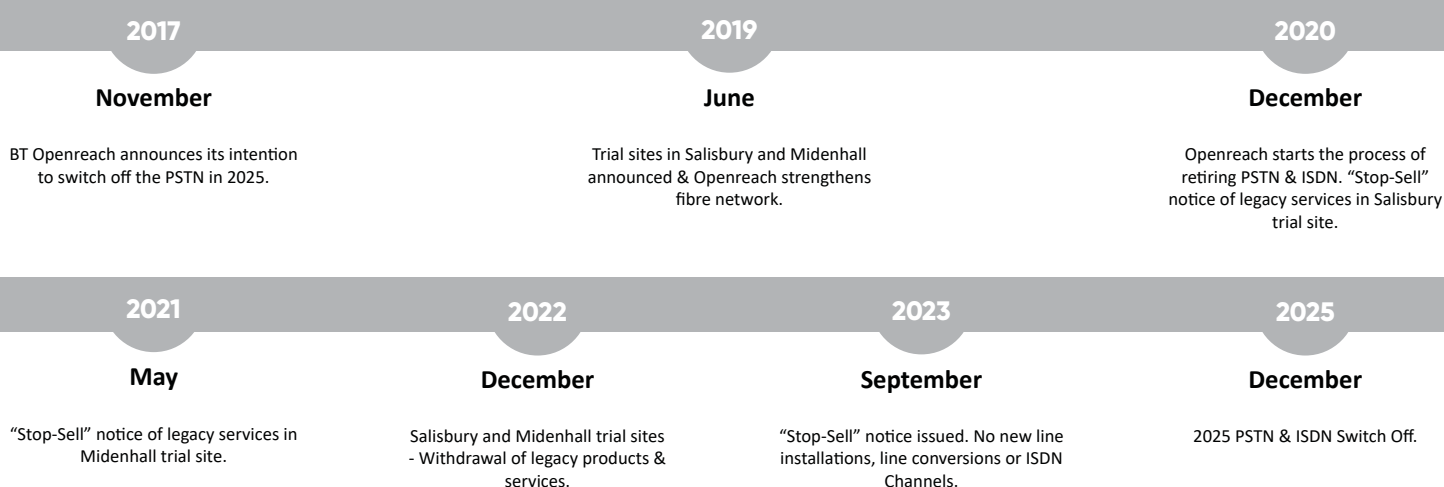 2017
2019
2020
November
June
December
BT Openreach announces its intention
to switch off the PSTN in 2025.
Trial sites in Salisbury and Midenhall
announced & Openreach strengthens
fibre network.
Openreach starts the process of
retiring PSTN & ISDN. “Stop-Sell”
notice of legacy services in Salisbury
trial site.
2021
2022
2023
2025
May
December
September
December
“Stop-Sell” notice of legacy services in
Midenhall trial site.
Salisbury and Midenhall trial sites
- Withdrawal of legacy products &
services.
“Stop-Sell” notice issued. No new line
installations, line conversions or ISDN
Channels.
2025 PSTN & ISDN Switch Off.